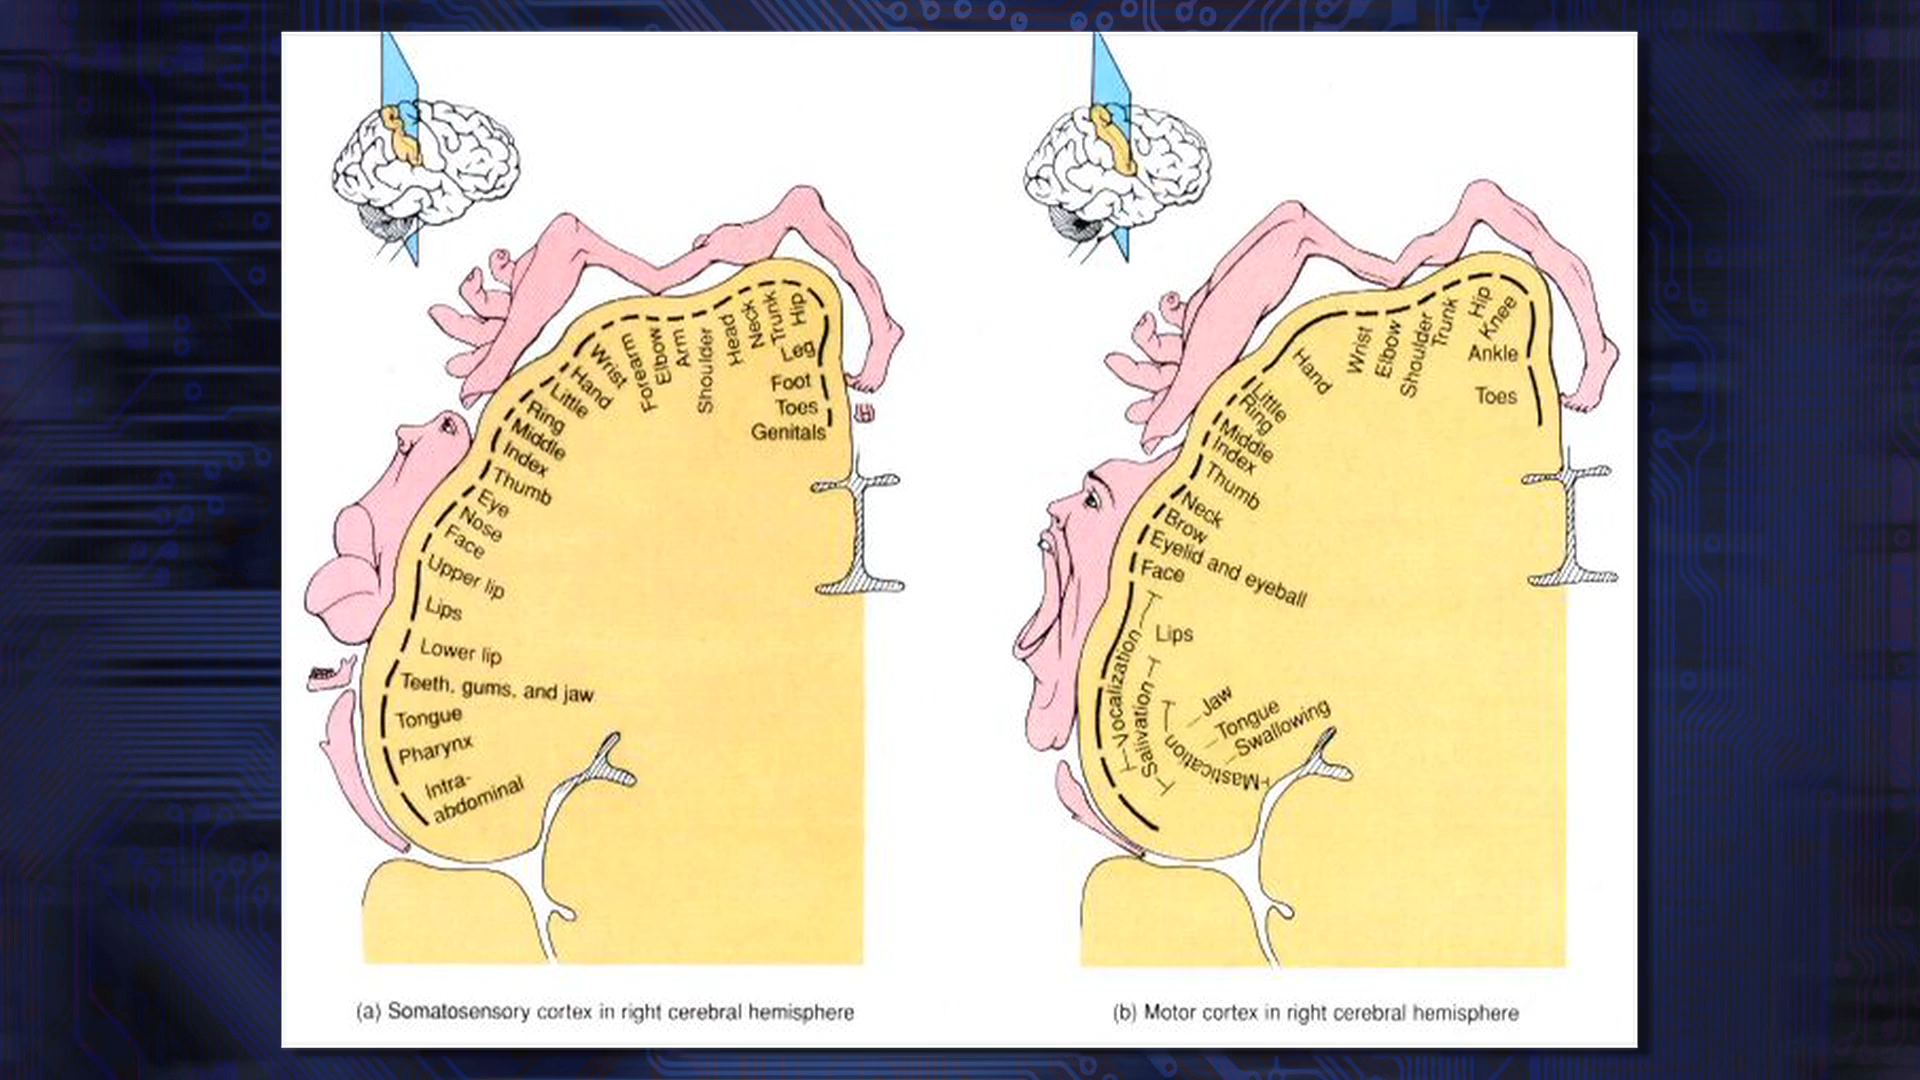 Hip
Trunk
Neck
Head
Shoulder
Arm
Elbow
Forearm
Wrist
Hand
Little
Ring
Middle
Index
Thumb
Eye
Nose
Face
Upper lip
Lips
Lower lip
Teeth, gums, and jaw
Tongue
Pharynx
Intra-
abdominal
Leg
Foot
Toes
Genitals
(a) Somatosensory cortex in right cerebral hemisphere
Hip
Knee
Ankle
Toes
Trunk
Shoulder
Elbow
Wrist
Hand
Little
Ring
Middle
Index
Thumb
Neck
Brow
Eyelid and eyeball
Face
Lips
Vocalization
Salivation
Jaw
Tongue
Swallowing
Mastication
(b) Motor cortex in right cerebral hemisphere